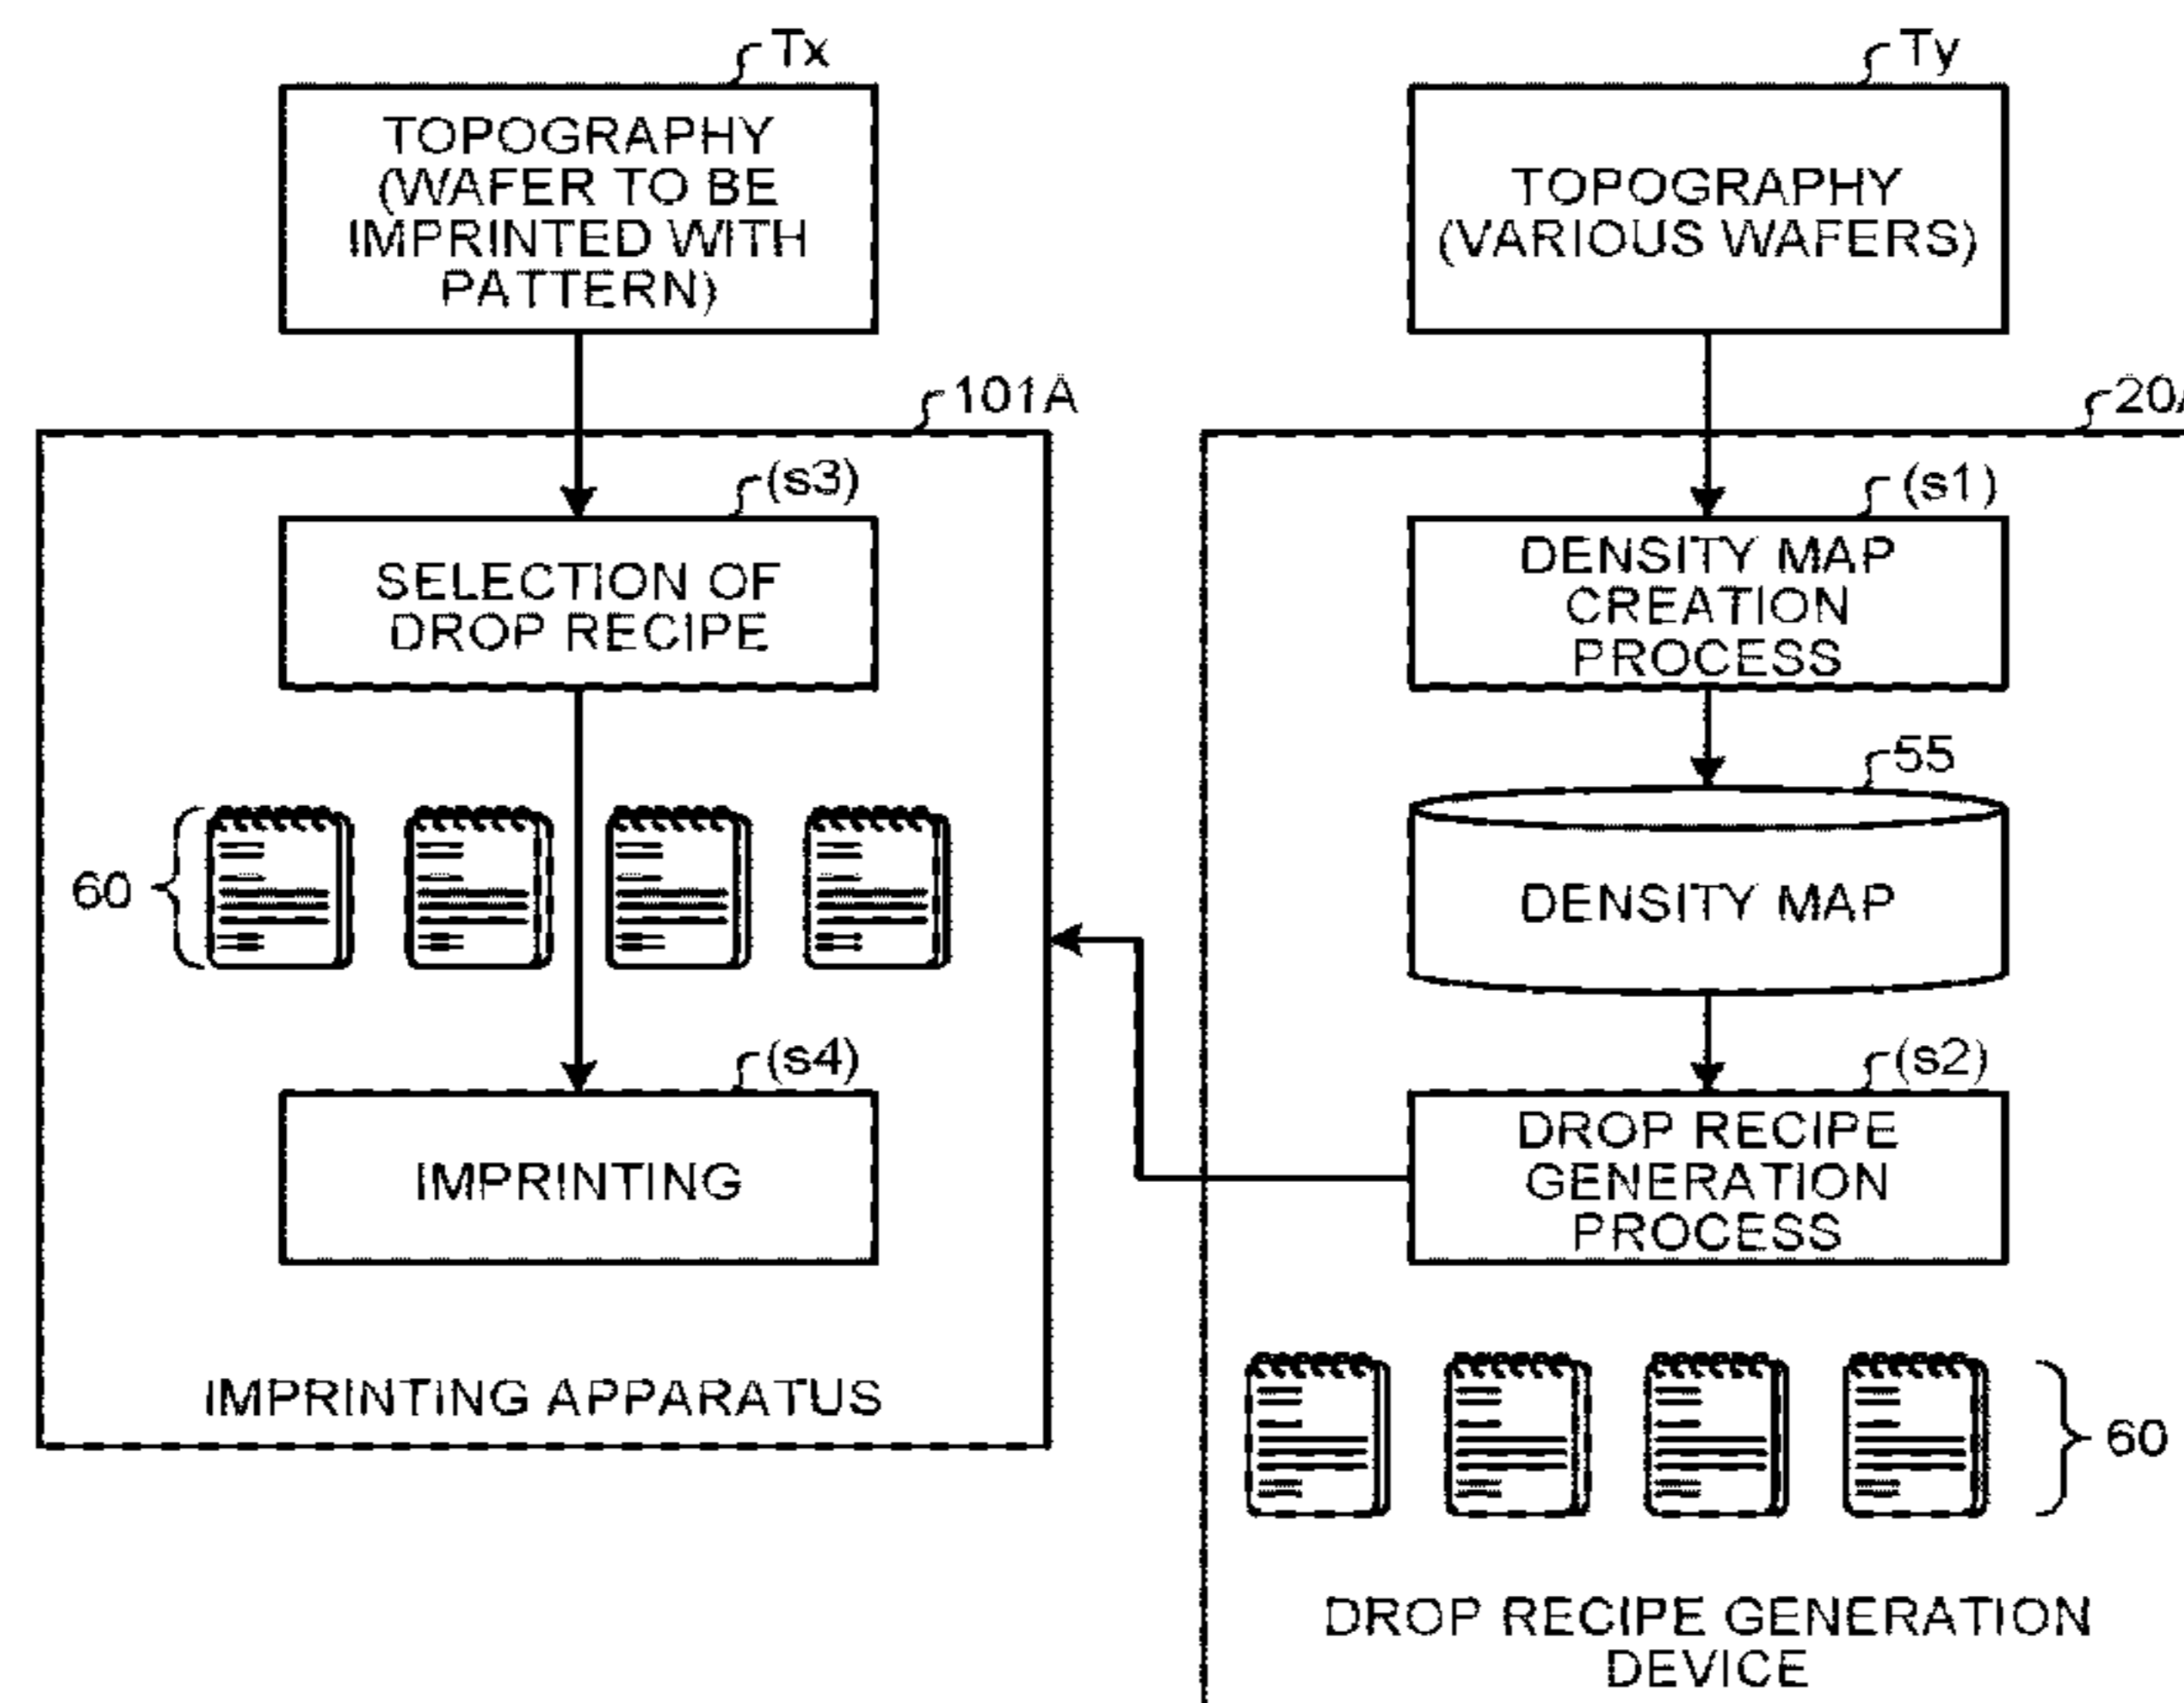 Tx
TOPOGRAPHY
(WAFER TO BE
IMPRINTED WITH
PATTERN)
101A
(s3)
SELECTION OF
DROP RECIPE
60
(s4)
IMPRINTING
IMPRINTING APPARATUS
Ty
TOPOGRAPHY
(VARIOUS WAFERS)
(s1)
DENSITY MAP
CREATION
PROCESS
55
DENSITY MAP
(s2)
DROP RECIPE
GENERATION
PROCESS
60
DROP RECIPE GENERATION
DEVICE